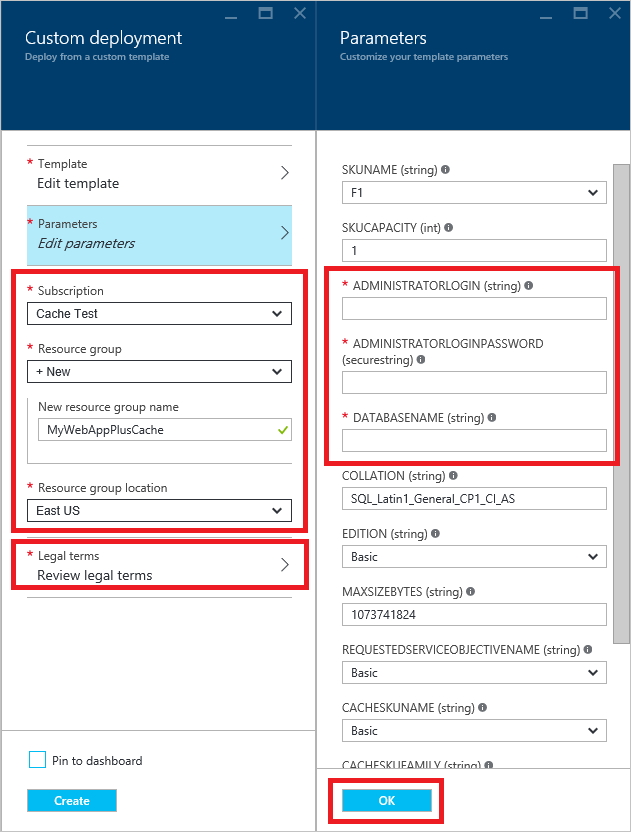 Custom deployment
Deploy from a custom template
* Template
Edit template
* Parameters
Edit parameters
* Subscription
Cache Test
* Resource group
+ New
New resource group name
MyWebAppPlusCache
* Resource group location
East US
* Legal terms
Review legal terms
Pin to dashboard
Create
Parameters
Customize your template parameters
SKUNAME (string)
F1
SKUCAPACITY (int)
1
* ADMINISTRATORLOGIN (string)
* ADMINISTRATORLOGINPASSWORD
(securestring)
* DATABASENAME (string)
COLLATION (string)
SQL_Latin1_General_CP1_CI_AS
EDITION (string)
Basic
MAXSIZEBYTES (string)
1073741824
REQUESTEDSERVICEOBJECTIVENAME (string)
Basic
CACHESKUNAME (string)
Basic
CACHESKUFAMILY (string)
OK